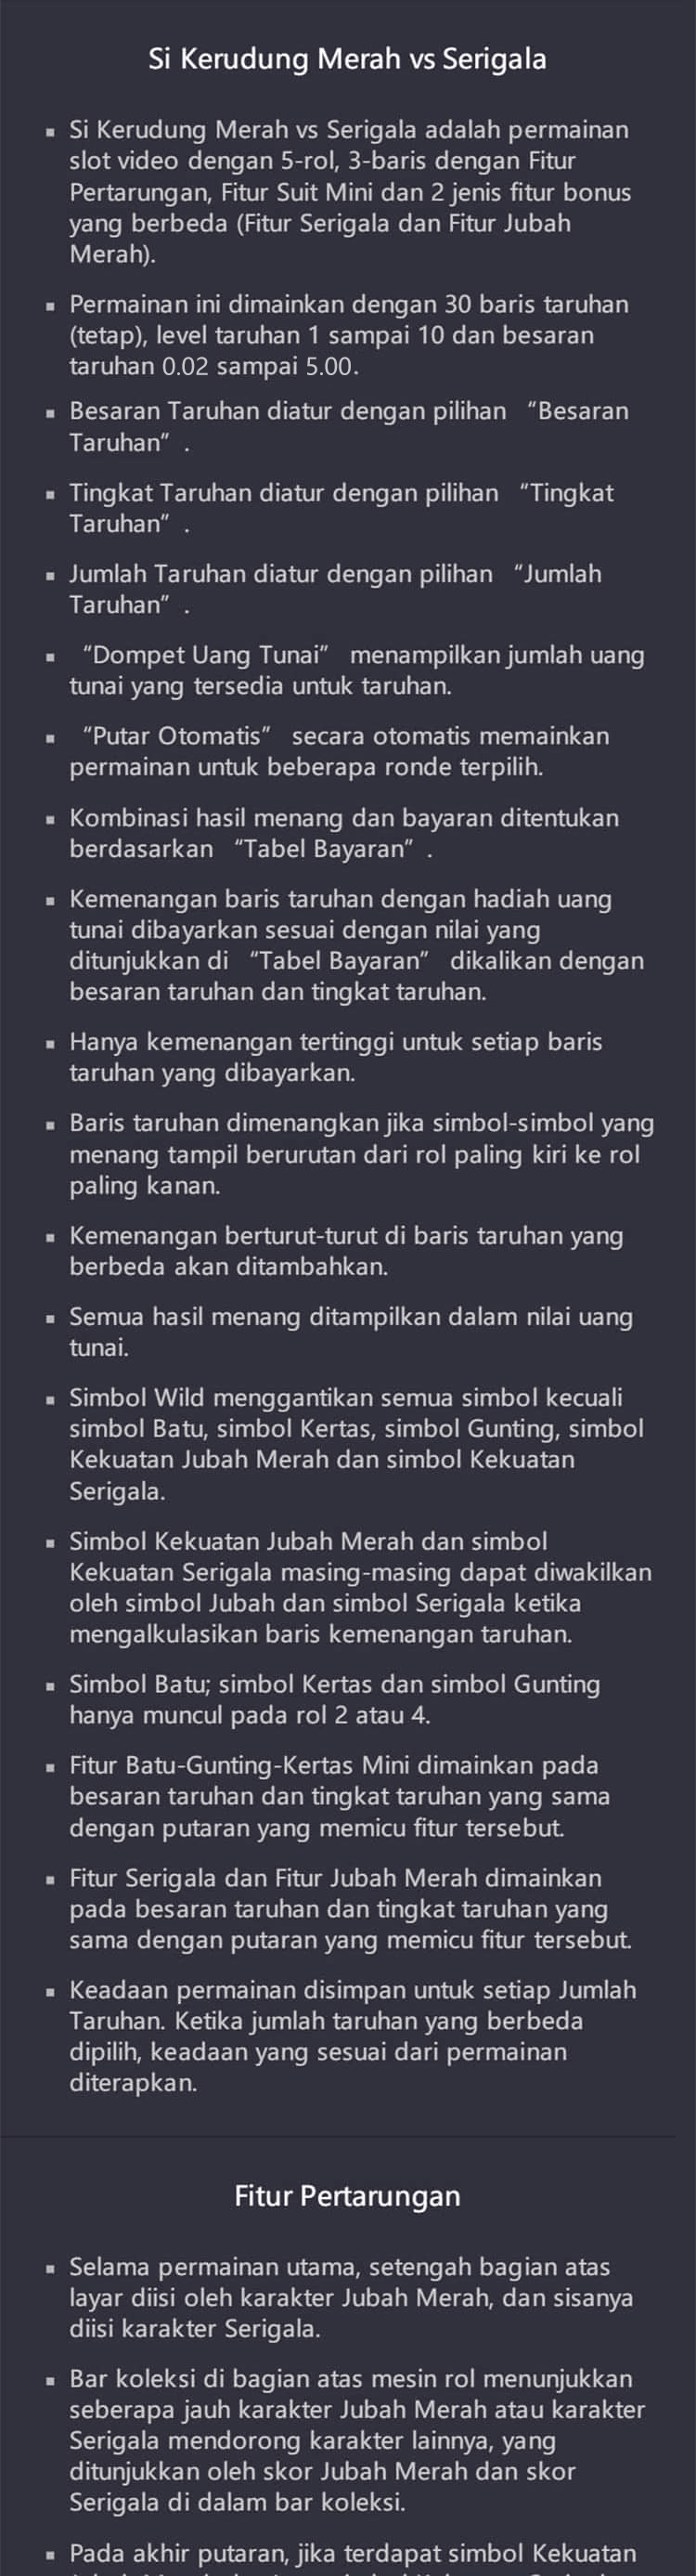 Si Kerudung Merah vs Serigala
▪ Si Kerudung Merah vs Serigala adalah permainan
slot video dengan 5-rol, 3-baris dengan Fitur
Pertarungan, Fitur Suit Mini dan 2 jenis fitur bonus
yang berbeda (Fitur Serigala dan Fitur Jubah
Merah).
▪ Permainan ini dimainkan dengan 30 baris taruhan
(tetap), level taruhan 1 sampai 10 dan besaran
taruhan 0.02 sampai 5.00.
▪ Besaran Taruhan diatur dengan pilihan “Besaran
Taruhan” .
▪ Tingkat Taruhan diatur dengan pilihan “Tingkat
Taruhan” .
▪ Jumlah Taruhan diatur dengan pilihan “Jumlah
Taruhan” .
▪ “Dompet Uang Tunai” menampilkan jumlah uang
tunai yang tersedia untuk taruhan.
▪ “Putar Otomatis” secara otomatis memainkan
permainan untuk beberapa ronde terpilih.
▪ Kombinasi hasil menang dan bayaran ditentukan
berdasarkan “Tabel Bayaran” .
▪ Kemenangan baris taruhan dengan hadiah uang
tunai dibayarkan sesuai dengan nilai yang
ditunjukkan di “Tabel Bayaran” dikalikan dengan
besaran taruhan dan tingkat taruhan.
▪ Hanya kemenangan tertinggi untuk setiap baris
taruhan yang dibayarkan.
▪ Baris taruhan dimenangkan jika simbol-simbol yang
menang tampil berurutan dari rol paling kiri ke rol
paling kanan.
▪ Kemenangan berturut-turut di baris taruhan yang
berbeda akan ditambahkan.
▪ Semua hasil menang ditampilkan dalam nilai uang
tunai.
▪ Simbol Wild menggantikan semua simbol kecuali
simbol Batu, simbol Kertas, simbol Gunting, simbol
Kekuatan Jubah Merah dan simbol Kekuatan
Serigala.
▪ Simbol Kekuatan Jubah Merah dan simbol
Kekuatan Serigala masing-masing dapat diwakilkan
oleh simbol Jubah dan simbol Serigala ketika
mengalkulasikan baris kemenangan taruhan.
▪ Simbol Batu; simbol Kertas dan simbol Gunting
hanya muncul pada rol 2 atau 4.
▪ Fitur Batu-Gunting-Kertas Mini dimainkan pada
besaran taruhan dan tingkat taruhan yang sama
dengan putaran yang memicu fitur tersebut.
▪ Fitur Serigala dan Fitur Jubah Merah dimainkan
pada besaran taruhan dan tingkat taruhan yang
sama dengan putaran yang memicu fitur tersebut.
▪ Keadaan permainan disimpan untuk setiap Jumlah
Taruhan. Ketika jumlah taruhan yang berbeda
dipilih, keadaan yang sesuai dari permainan
diterapkan.
Fitur Pertarungan
▪ Selama permainan utama, setengah bagian atas
layar diisi oleh karakter Jubah Merah, dan sisanya
diisi karakter Serigala.
▪ Bar koleksi di bagian atas mesin rol menunjukkan
seberapa jauh karakter Jubah Merah atau karakter
Serigala mendorong karakter lainnya, yang
ditunjukkan oleh skor Jubah Merah dan skor
Serigala di dalam bar koleksi.
▪ Pada akhir putaran, jika terdapat simbol Kekuatan